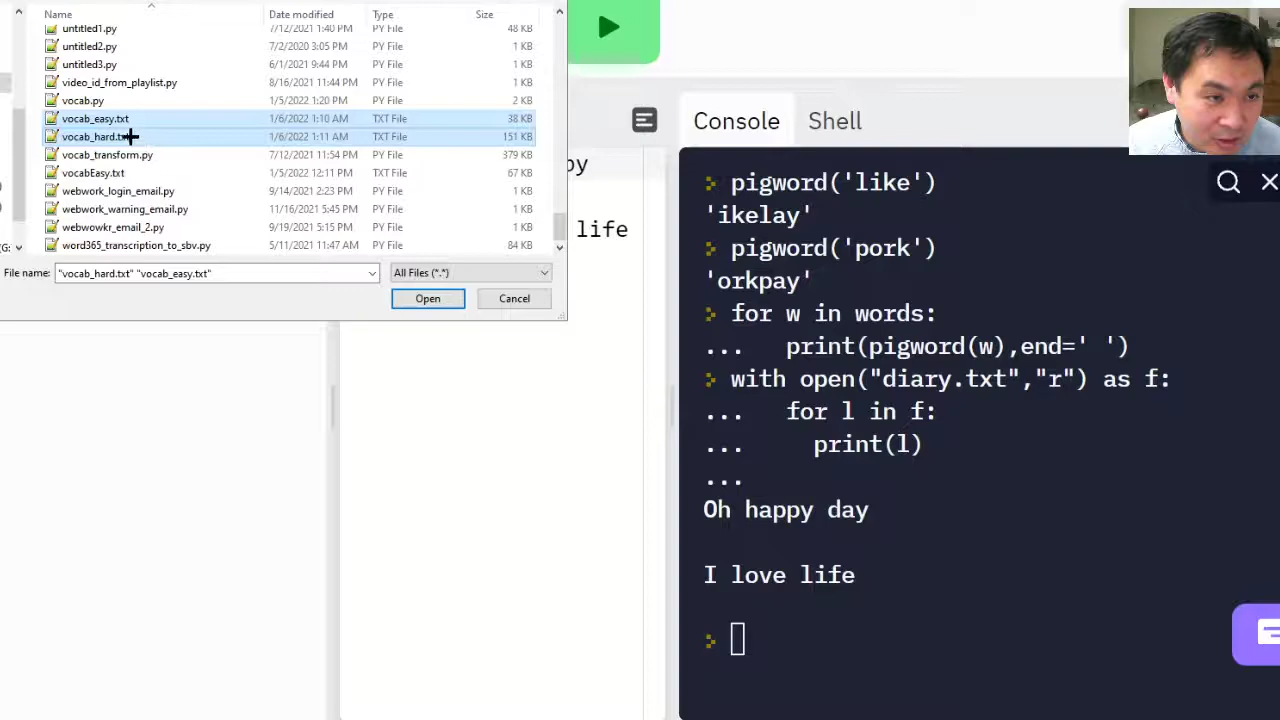 Name Date modified Type Size
untitled1.py 7/12/2021 1:40 PM PY File 48 KB
untitled2.py 7/2/2020 3:05 PM PY File 1 KB
untitled3.py 6/1/2021 9:44 PM PY File 1 KB
video_id_from_playlist.py 8/16/2021 11:44 PM PY File 1 KB
vocab.py 1/5/2022 1:20 PM PY File 2 KB
vocab_easy.txt 1/6/2022 1:10 AM TXT File 38 KB
vocab_hard.txt 1/6/2022 1:11 AM TXT File 151 KB
vocab_transform.py 7/12/2021 11:54 PM PY File 379 KB
vocabEasy.txt 1/5/2022 12:11 PM TXT File 67 KB
webwork_login_email.py 9/14/2021 2:23 PM PY File 1 KB
webwork_warning_email.py 11/16/2021 5:45 PM PY File 1 KB
webwowkr_email_2.py 9/19/2021 5:15 PM PY File 1 KB
word365_transcription_to_sbv.py 5/11/2021 11:47 AM PY File 84 KB
(G:
File name: "vocab_hard.txt" "vocab_easy.txt" All Files (*.*)
Open Cancel
py
life
Console Shell
pigword('like')
'ikelay'
pigword('pork')
'orkpay'
for w in words:
... print(pigword(w),end=' ')
with open("diary.txt","r") as f:
... for l in f:
... print(l)
...
Oh happy day
I love life